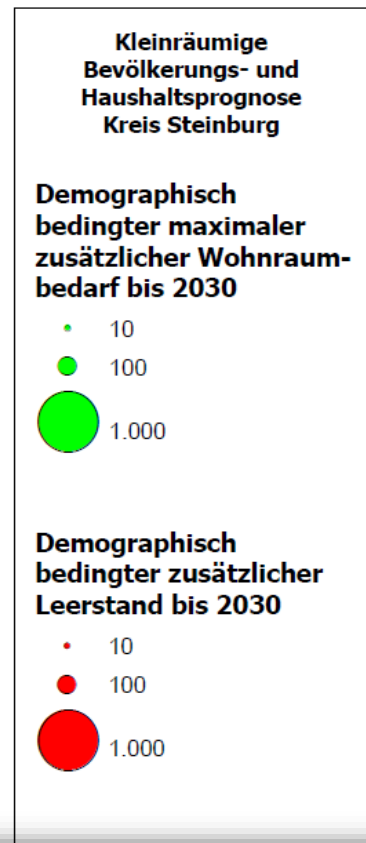 Kleinräumige
Bevölkerungs- und
Haushaltsprognose
Kreis Steinburg
Demographisch
bedingter maximaler
zusätzlicher Wohnraum-
bedarf bis 2030
10
100
1.000
Demographisch
bedingter zusätzlicher
Leerstand bis 2030
10
100
1.000